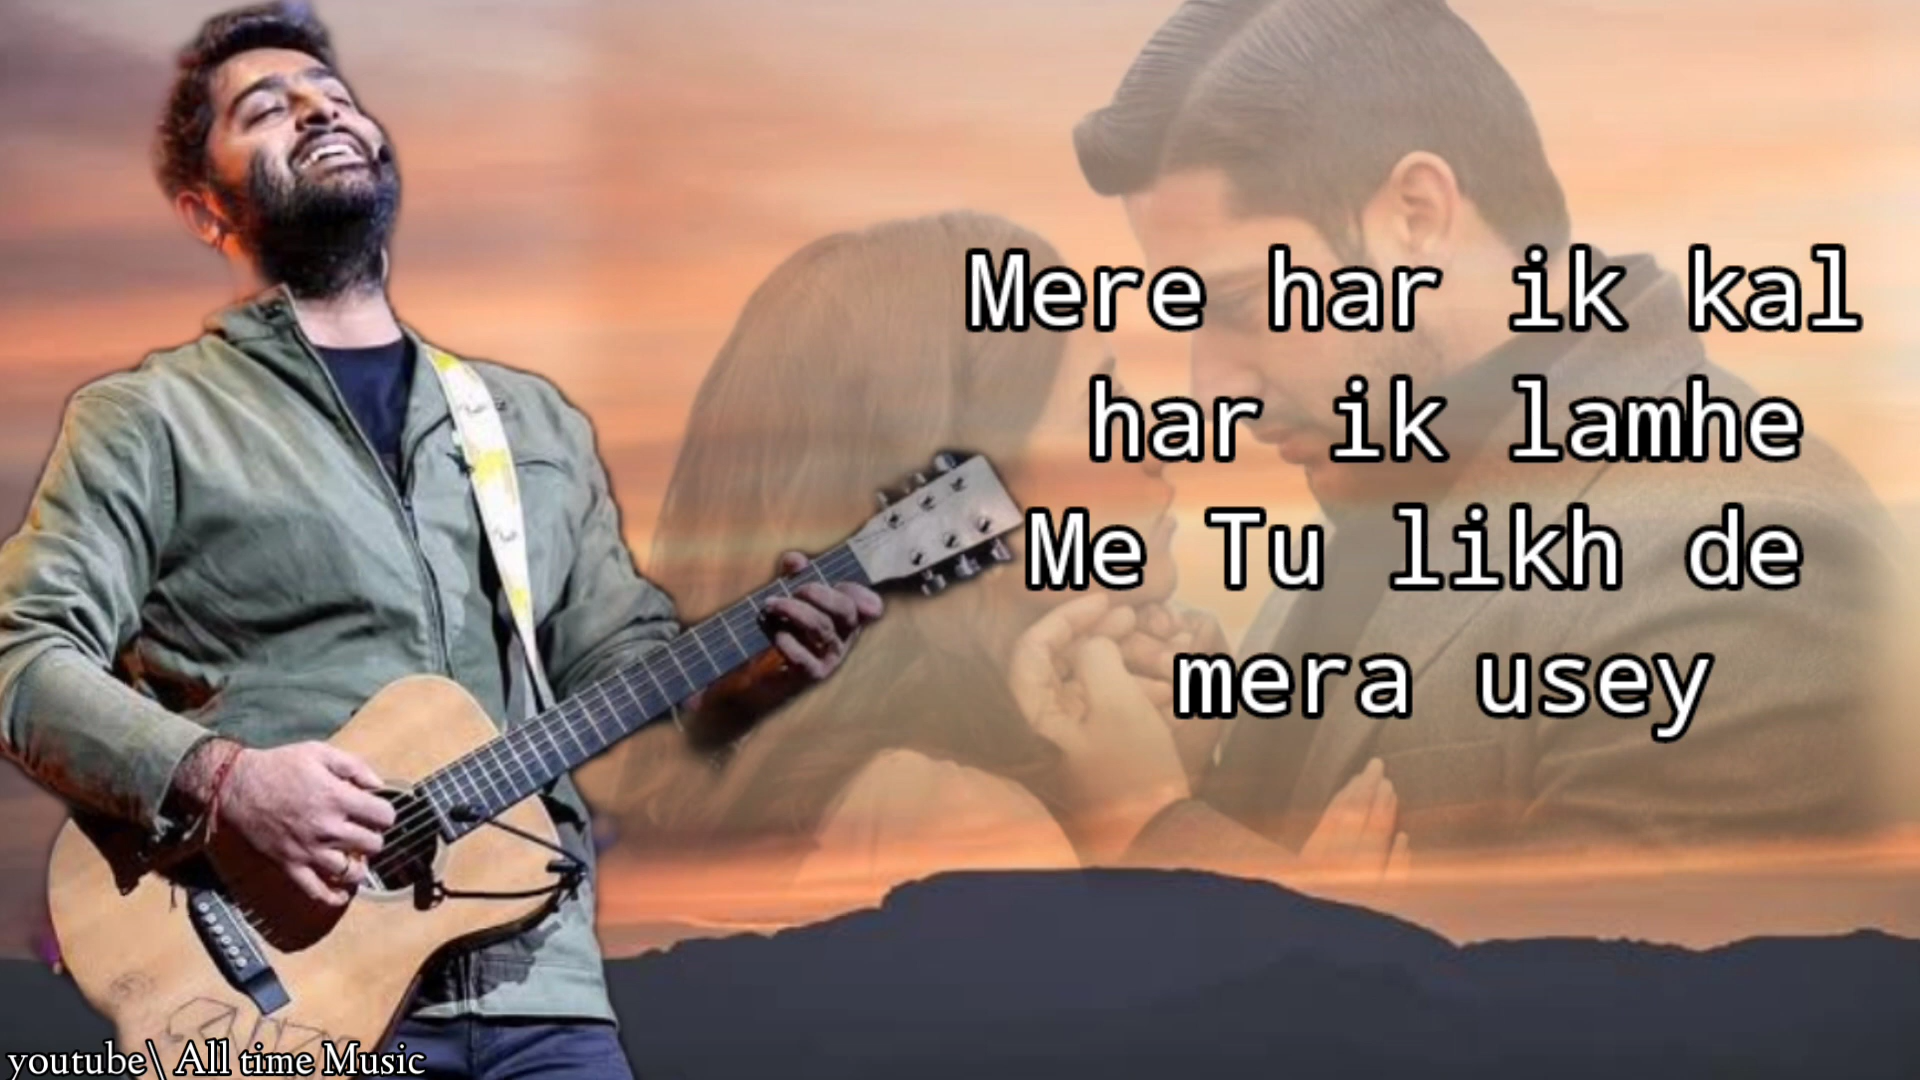 Mere har ik kal
har ik lamhe
Me Tu likh de
mera usey
youtube\ All time Music